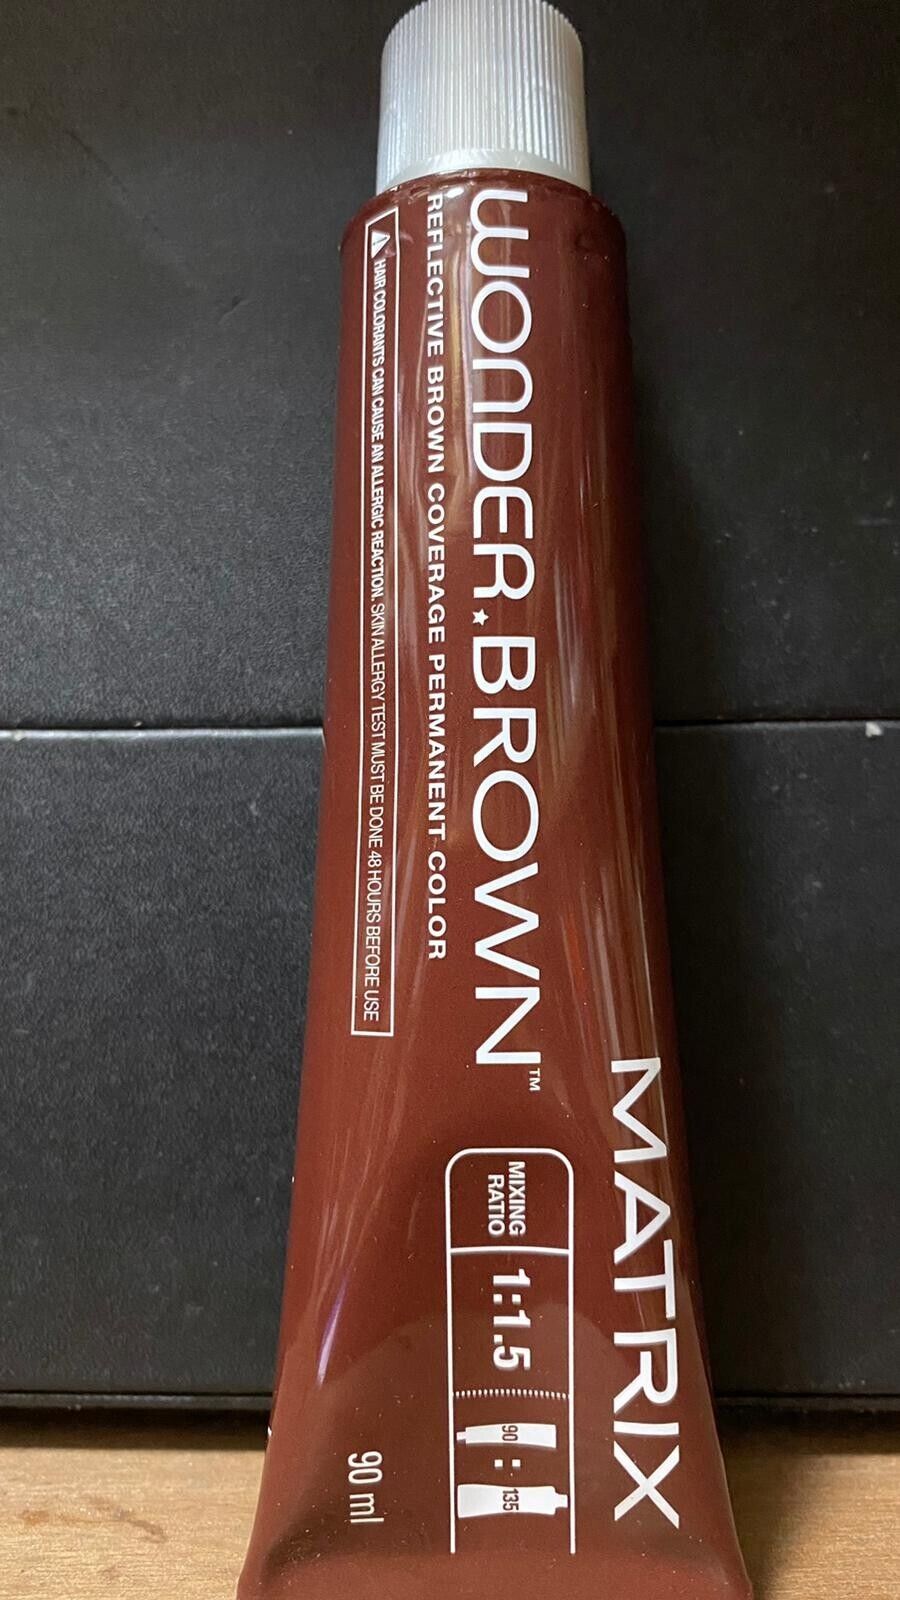 MATRIX
WONDER.BROWN™
REFLECTIVE BROWN COVERAGE PERMANENT COLOR
⚠ HAIR COLORANTS CAN CAUSE AN ALLERGIC REACTION. SKIN ALLERGY TEST MUST BE DONE 48 HOURS BEFORE USE
MIXING
RATIO
1:1.5
90 : 135
90 ml